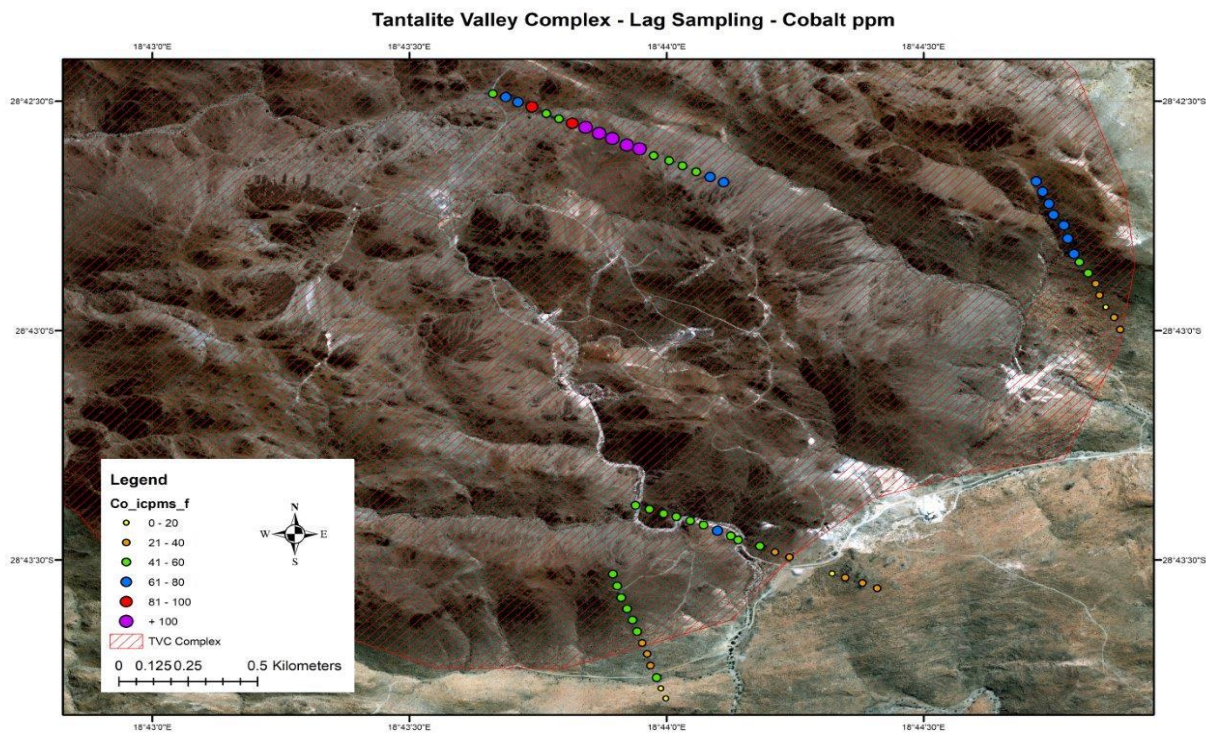 Tantalite Valley Complex - Lag Sampling - Cobalt ppm
18°43'0"E 18°43'30"E 18°44'0"E 18°44'30"E
28°42'30"S 28°42'30"S
28°43'0"S 28°43'0"S
28°43'30"S 28°43'30"S
Legend
Co_icpms_f
0 - 20
21 - 40
41 - 60
61 - 80
81 - 100
+ 100
TVC Complex
N
W E
S
0 0.125 0.25 0.5 Kilometers
18°43'0"E 18°43'30"E 18°44'0"E 18°44'30"E